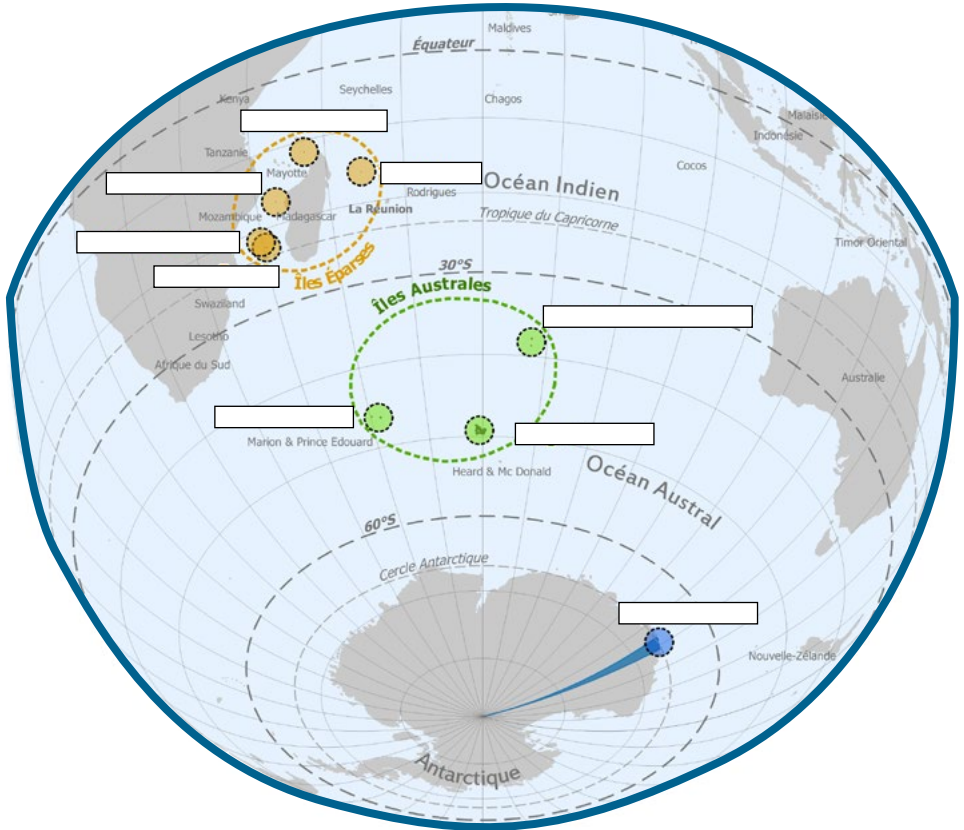 Maldives
Équateur
Seychelles
Kenya
Chagos
Malaisie
Indonésie
Tanzanie
Cocos
Mayotte
Océan Indien
Rodrigues
La Réunion
Mozambique
Madagascar
Tropique du Capricorne
Timor Oriental
30°S
Îles Éparses
Îles Australes
Swaziland
Lesotho
Afrique du Sud
Australie
Marion & Prince Edouard
Heard & Mc Donald
Océan Austral
60°S
Cercle Antarctique
Nouvelle-Zélande
Antarctique